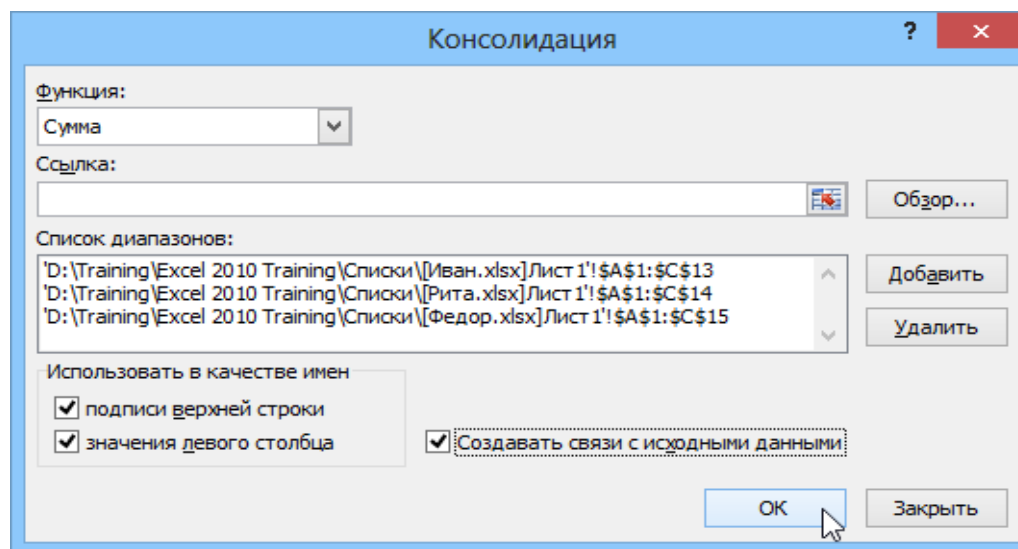 Консолидация ?
Функция:
Сумма
Ссылка:
Обзор...
Список диапазонов:
'D:\Training\Excel 2010 Training\Списки\[Иван.xlsx]Лист1'!$A$1:$C$13
'D:\Training\Excel 2010 Training\Списки\[Рита.xlsx]Лист1'!$A$1:$C$14
'D:\Training\Excel 2010 Training\Списки\[Федор.xlsx]Лист1'!$A$1:$C$15
Добавить
Удалить
Использовать в качестве имен
подписи верхней строки
значения левого столбца
Создавать связи с исходными данными
ОК
Закрыть